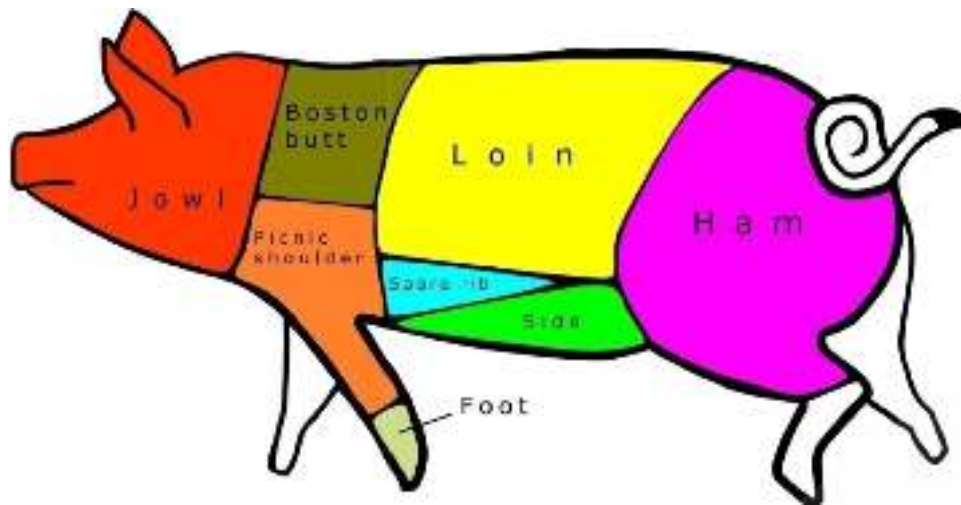 Boston
butt
Loin
Jowl
Ham
Picnic
shoulder
Spare rib
Side
Foot